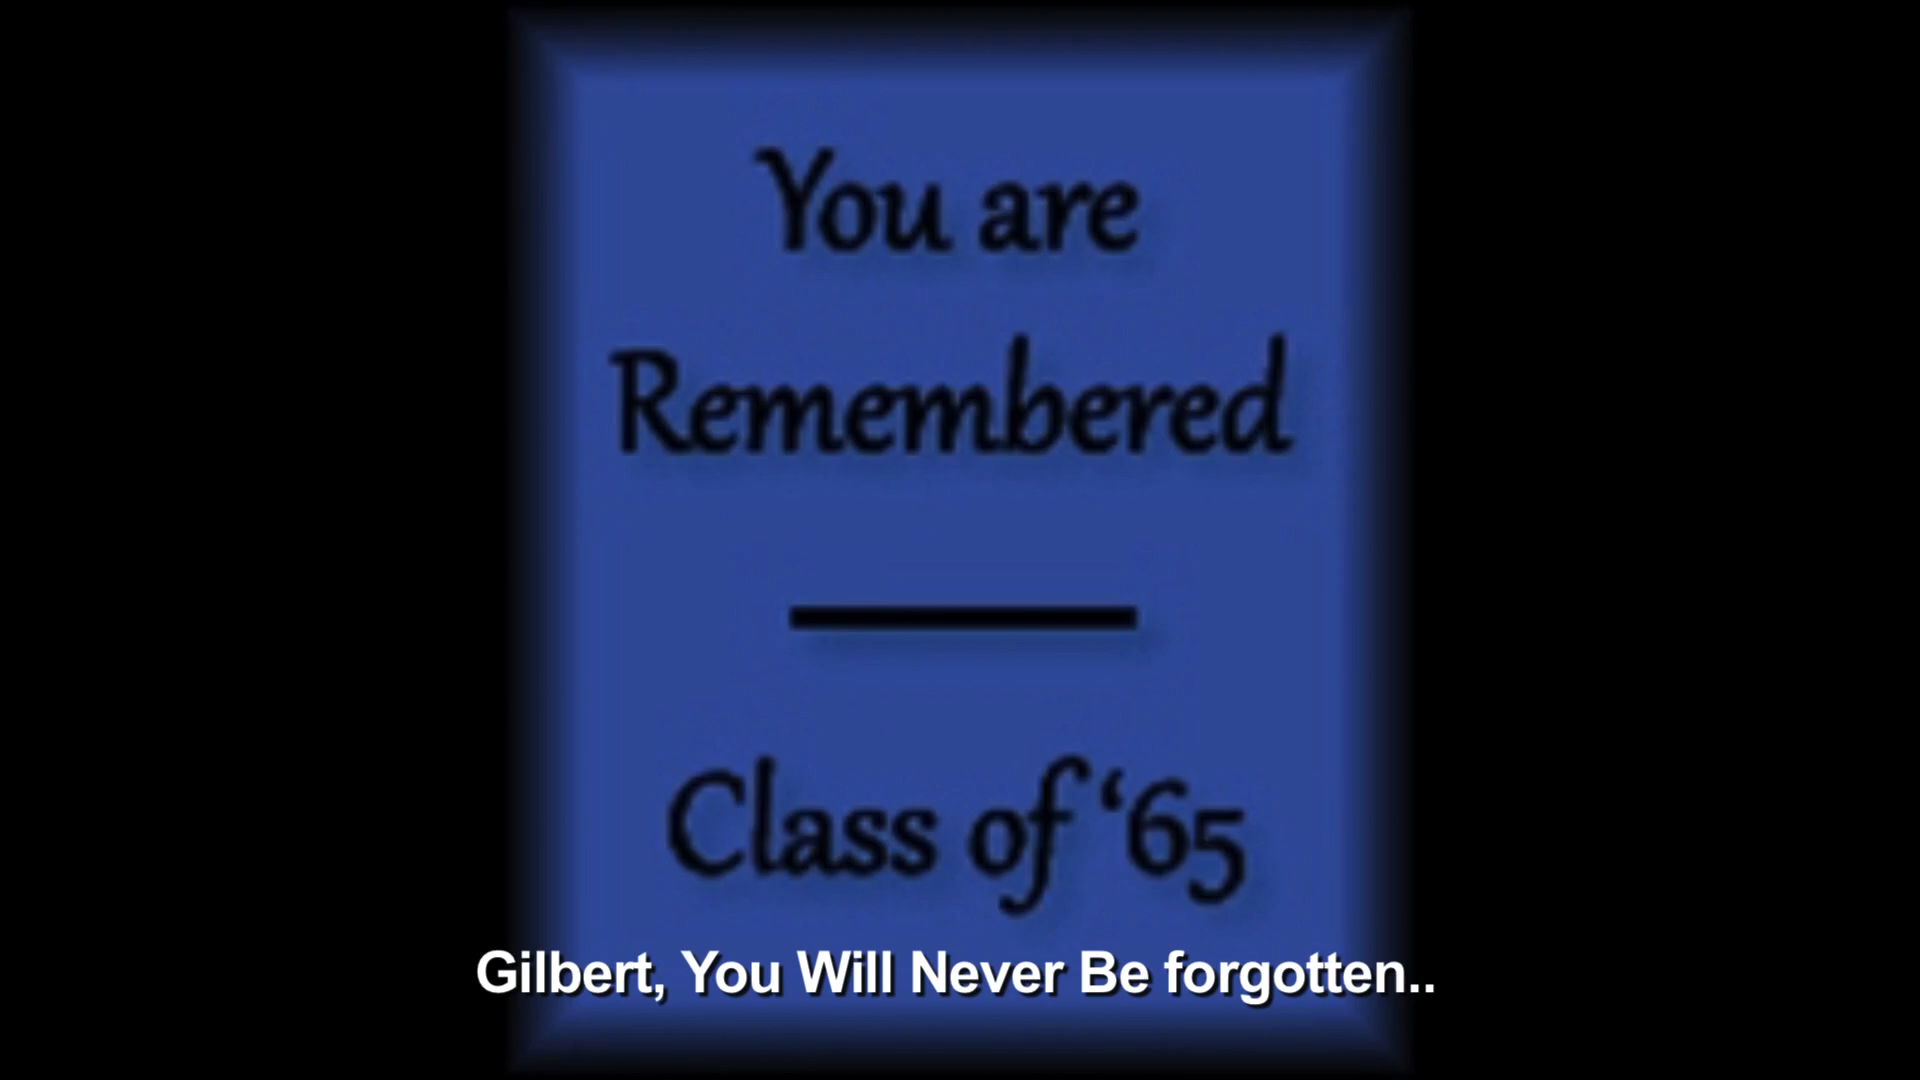 You are
Remembered
Class of ‘65
Gilbert, You Will Never Be forgotten..